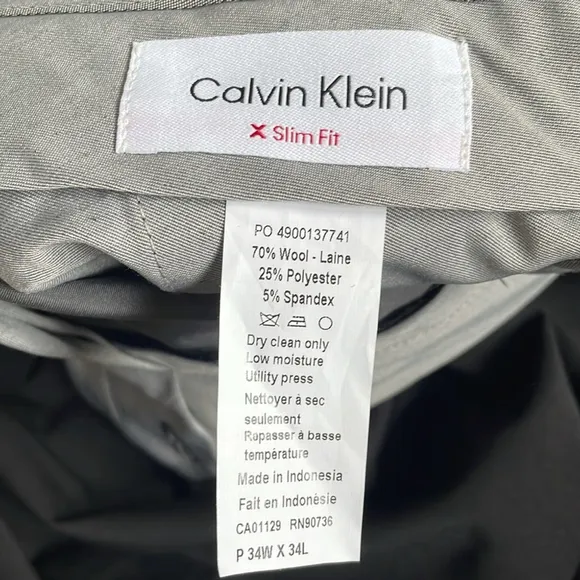 Calvin Klein
X Slim Fit
PO 4900137741
70% Wool - Laine
25% Polyester
5% Spandex
Dry clean only
Low moisture
Utility press
Nettoyer à sec
seulement
Repasser à basse
température
Made in Indonesia
Fait en Indonèsie
CA01129 RN90736
P 34W X 34L